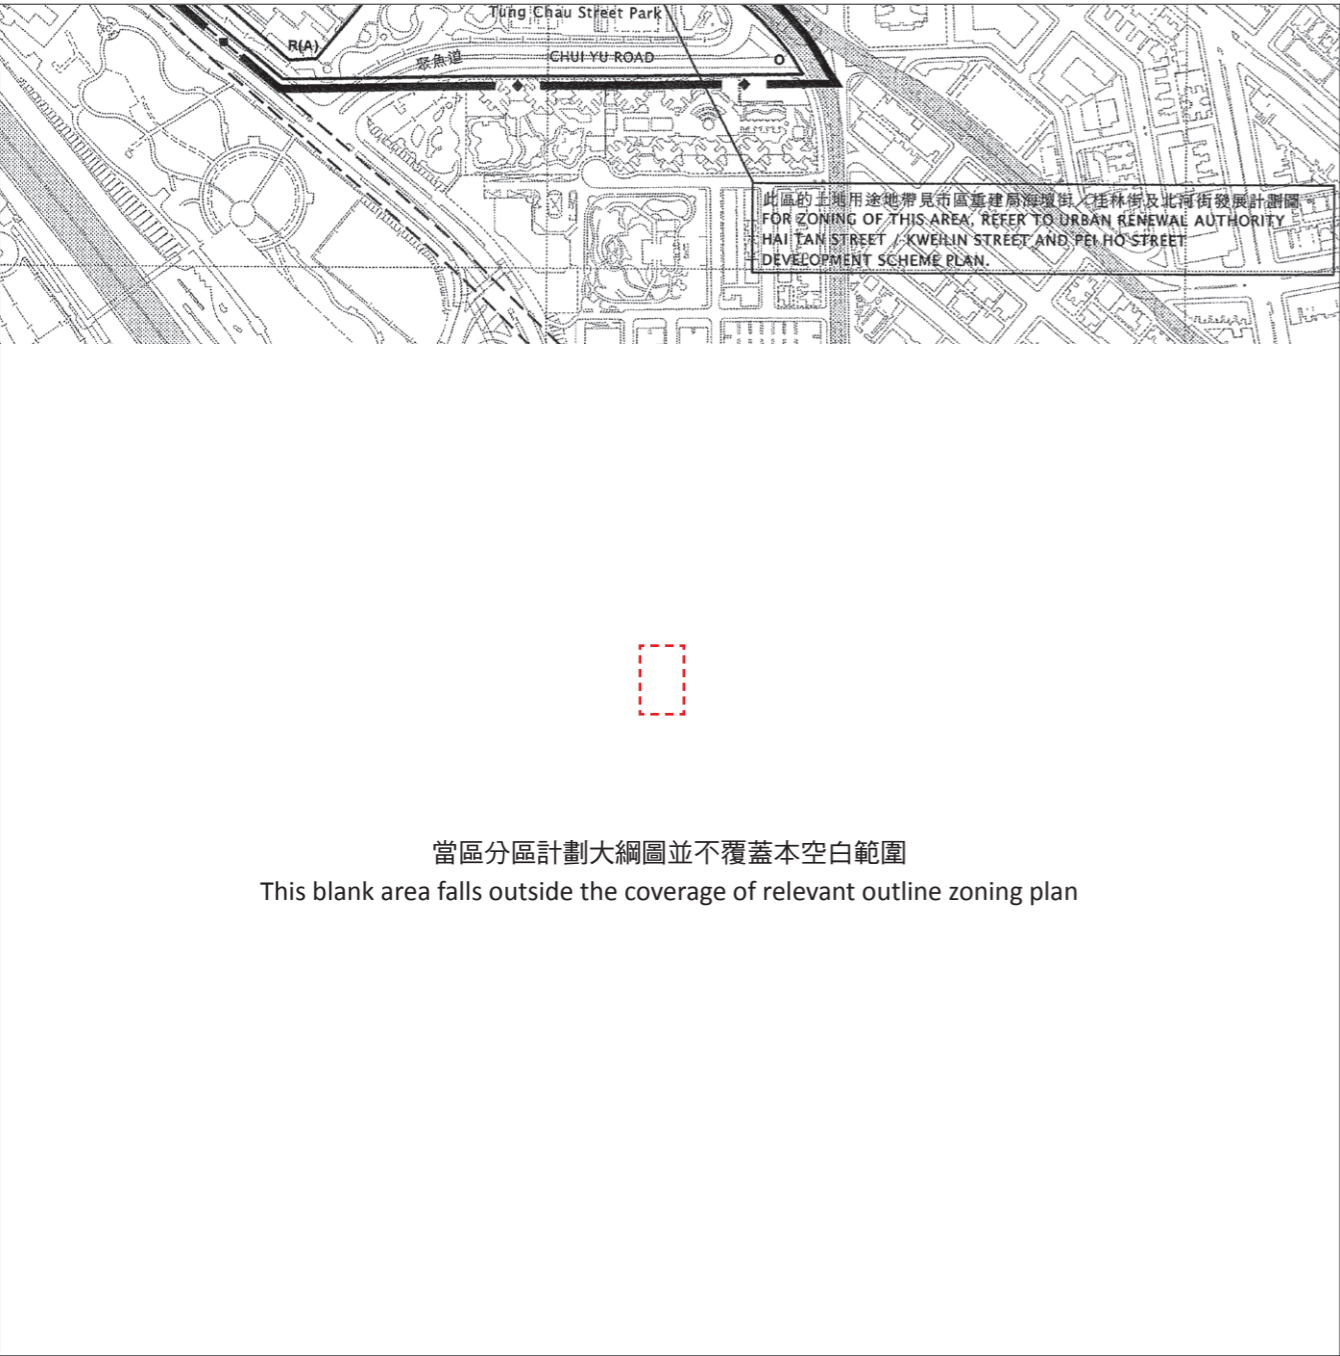 Tung Chau Street Park
R(A)
聚魚道
CHUI YU ROAD
O
此區的土地用途地帶見市區重建局海壇街╱桂林街及北河街發展計劃圖
FOR ZONING OF THIS AREA, REFER TO URBAN RENEWAL AUTHORITY
HAI TAN STREET / KWEILIN STREET AND PEI HO STREET
DEVELOPMENT SCHEME PLAN.
當區分區計劃大綱圖並不覆蓋本空白範圍
This blank area falls outside the coverage of relevant outline zoning plan